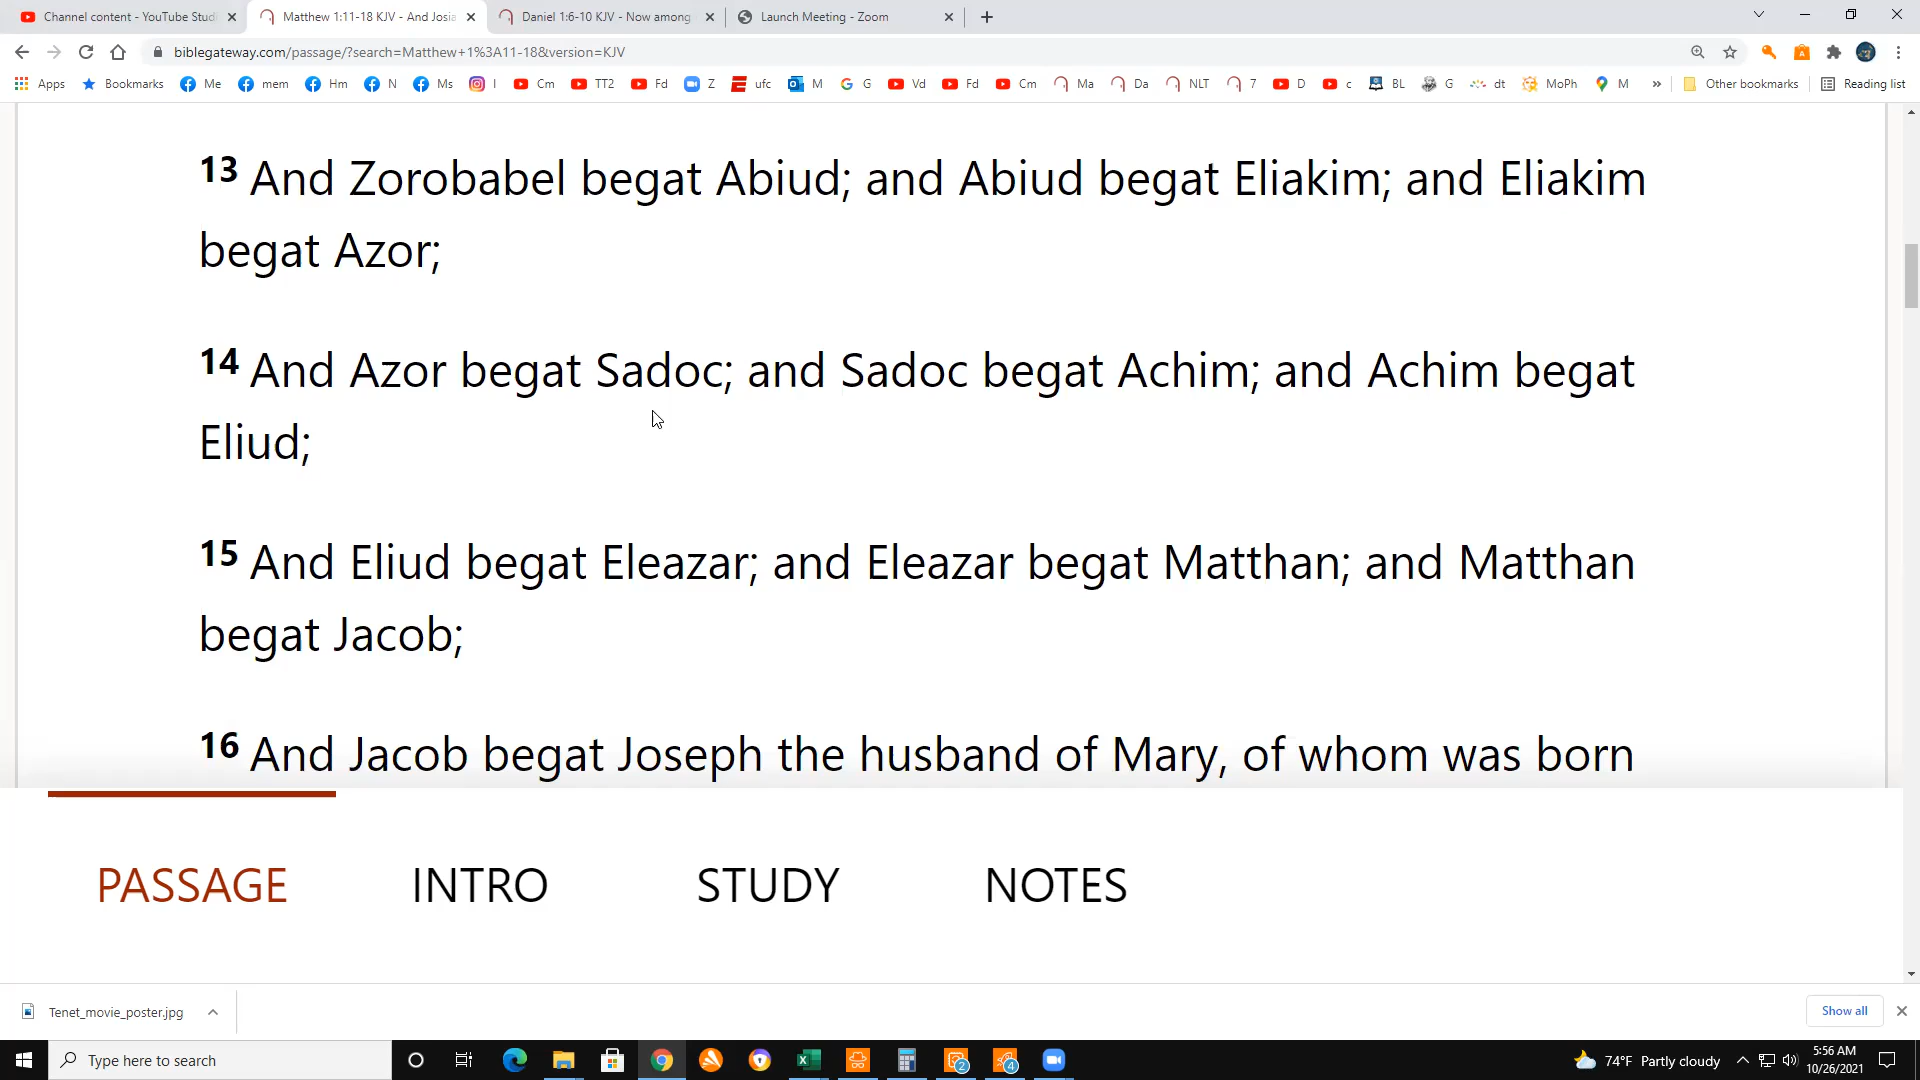 Channel content - YouTube Studi
Matthew 1:11-18 KJV - And Josia
Daniel 1:6-10 KJV - Now among
Launch Meeting - Zoom
biblegateway.com/passage/?search=Matthew+1%3A11-18&version=KJV
Apps Bookmarks Me mem Hm N Ms I Cm TT2 Fd Z ufc M G Vd Fd Cm Ma Da NLT 7 D c BL G dt MoPh M » Other bookmarks Reading list
13 And Zorobabel begat Abiud; and Abiud begat Eliakim; and Eliakim
begat Azor;
14 And Azor begat Sadoc; and Sadoc begat Achim; and Achim begat
Eliud;
15 And Eliud begat Eleazar; and Eleazar begat Matthan; and Matthan
begat Jacob;
16 And Jacob begat Joseph the husband of Mary, of whom was born
PASSAGE INTRO STUDY NOTES
Tenet_movie_poster.jpg
Show all
Type here to search
2
4
74°F Partly cloudy
5:56 AM
10/26/2021